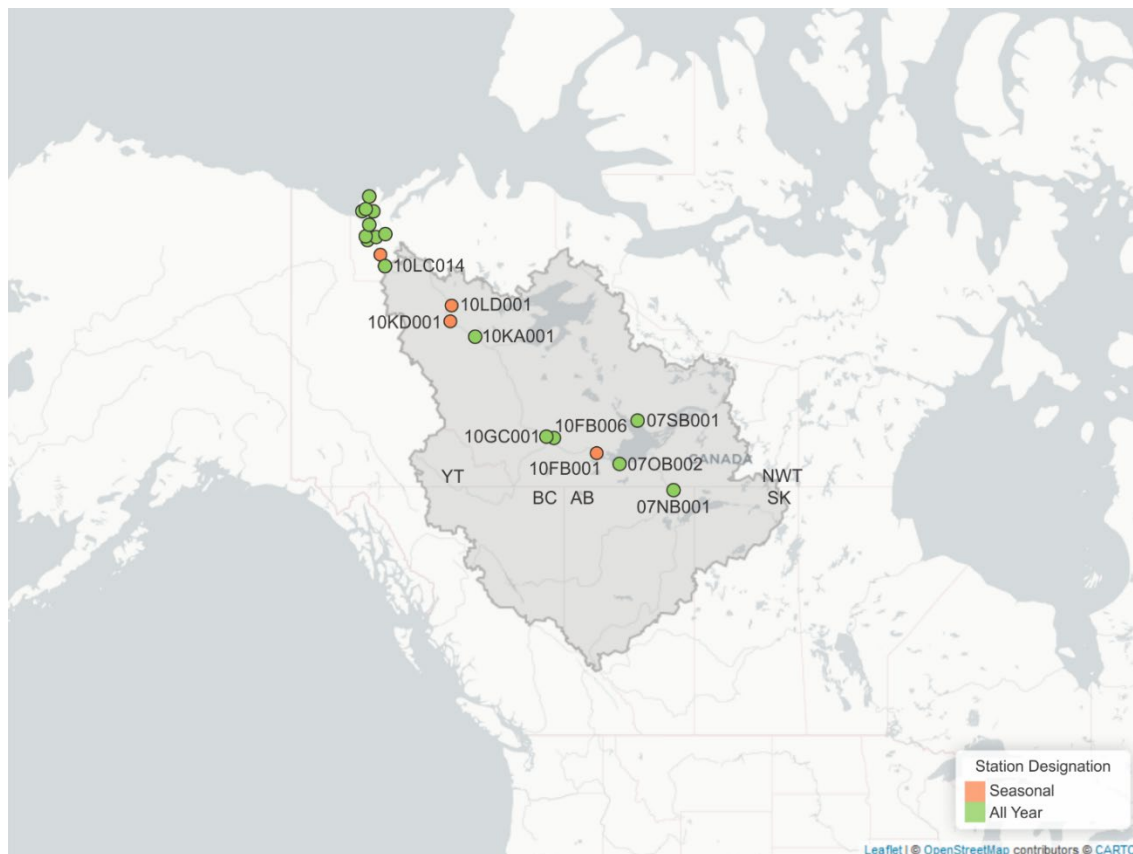 10LC014
10LD001
10KD001
10KA001
07SB001
10FB006
10GC001
10FB001
CANADA
07OB002
YT
NWT
BC
AB
SK
07NB001
Station Designation
Seasonal
All Year
Leaflet | © OpenStreetMap contributors © CARTO